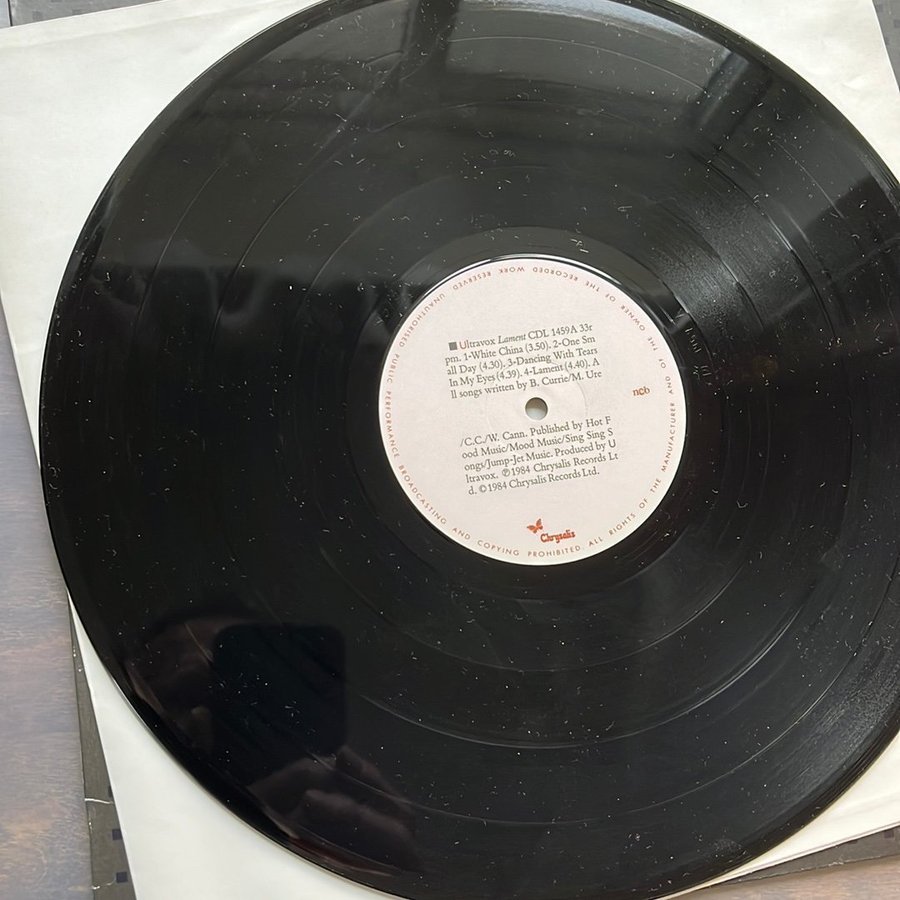 ■ Ultravox Lament CDL 1459A 33r
pm. 1-White China (3.50). 2-One Sm
all Day (4.30). 3-Dancing With Tears
In My Eyes (4.39). 4-Lament (4.40). A
ll songs written by B. Currie/M. Ure
ncb
/C.C./W. Cann. Published by Hot F
ood Music/Mood Music/Sing Sing S
ongs/Jump-Jet Music. Produced by U
ltravox. ℗1984 Chrysalis Records Lt
d. ©1984 Chrysalis Records Ltd.
Chrysalis
ALL RIGHTS OF THE MANUFACTURER AND OF THE OWNER OF THE RECORDED WORK RESERVED. UNAUTHORISED PUBLIC PERFORMANCE BROADCASTING AND COPYING PROHIBITED.